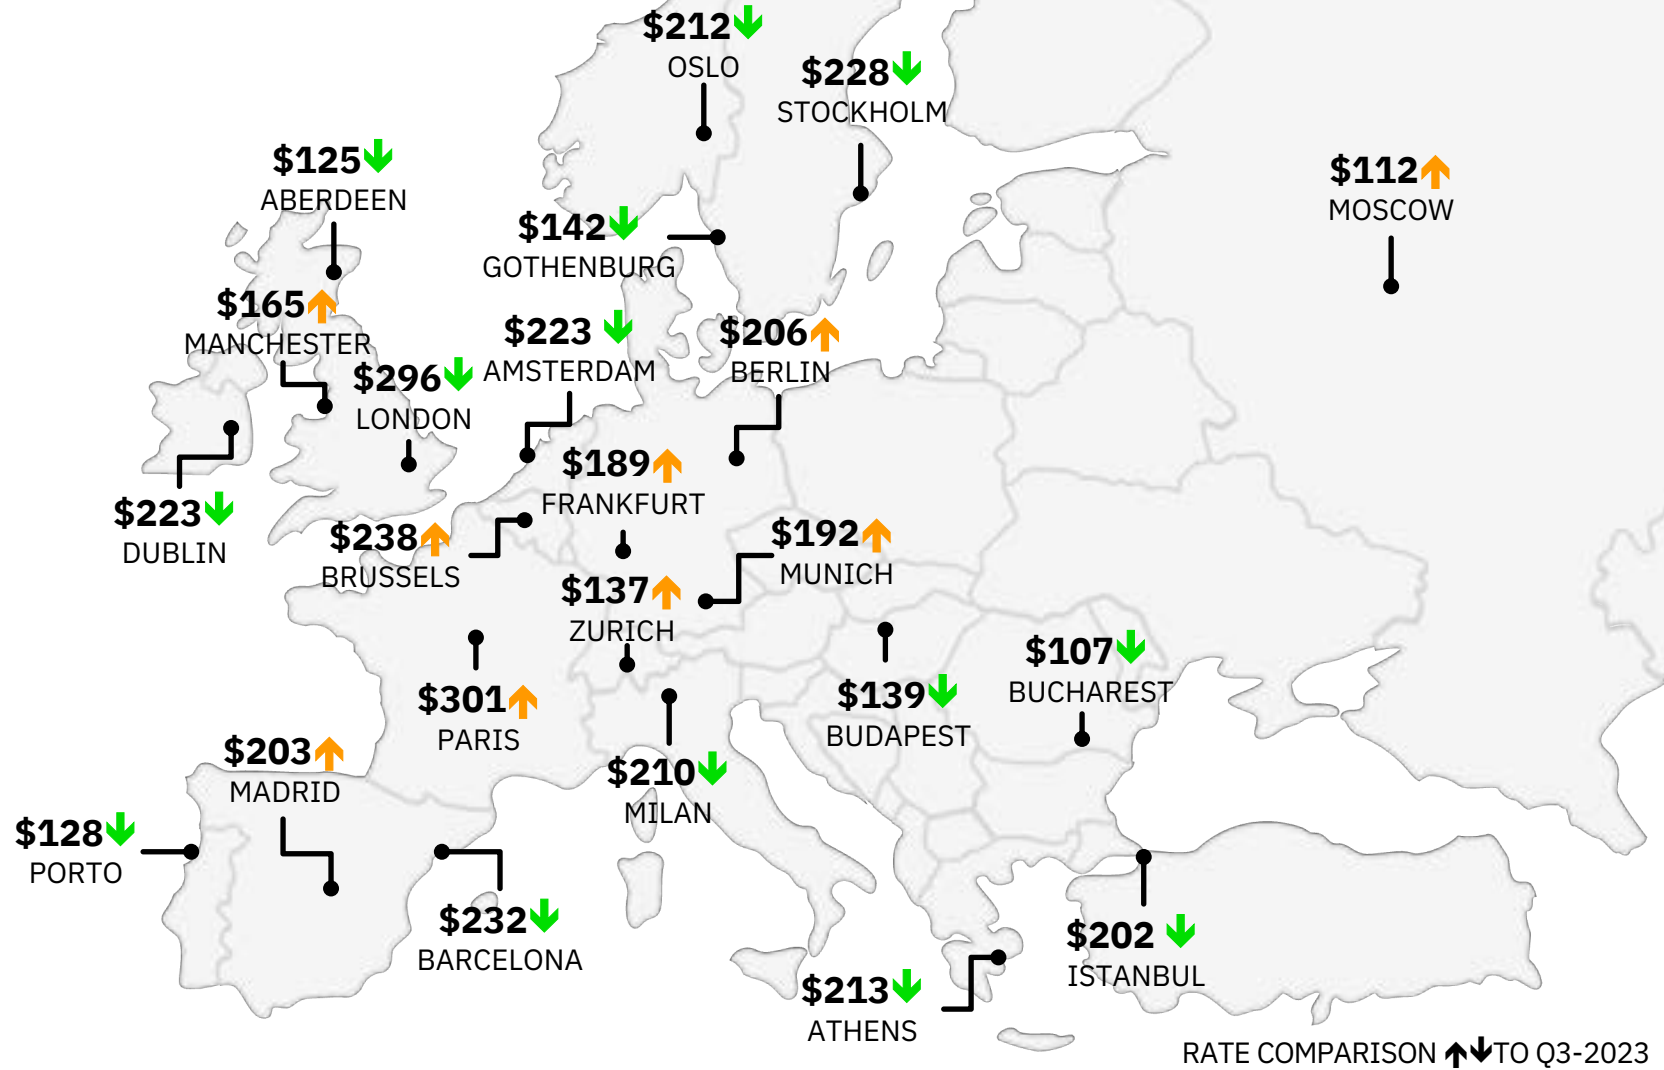 $212
OSLO
$228
STOCKHOLM
$125
ABERDEEN
$112
MOSCOW
$142
GOTHENBURG
$165
MANCHESTER
$223
AMSTERDAM
$206
BERLIN
$296
LONDON
$189
FRANKFURT
$223
DUBLIN
$238
BRUSSELS
$192
MUNICH
$137
ZURICH
$107
BUCHAREST
$301
PARIS
$139
BUDAPEST
$203
MADRID
$210
MILAN
$128
PORTO
$232
BARCELONA
$202
ISTANBUL
$213
ATHENS
RATE COMPARISON ↑↓TO Q3-2023